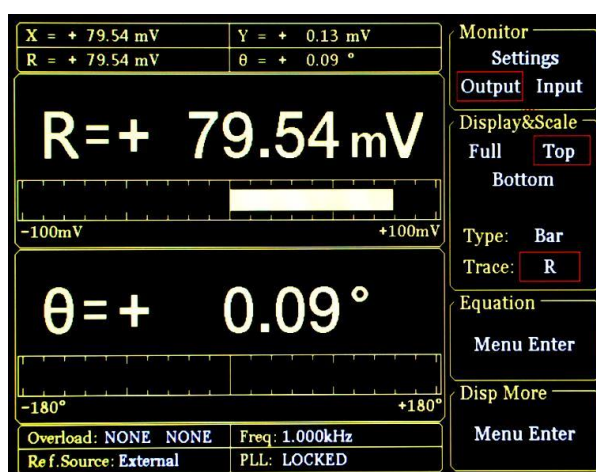 X = + 79.54 mV
Y = + 0.13 mV
R = + 79.54 mV
θ = + 0.09 °
R=+ 79.54 mV
-100mV
+100mV
θ=+ 0.09°
-180°
+180°
Overload: NONE NONE
Freq: 1.000kHz
Ref.Source: External
PLL: LOCKED
Monitor
Settings
Output Input
Display&Scale
Full Top
Bottom
Type: Bar
Trace: R
Equation
Menu Enter
Disp More
Menu Enter